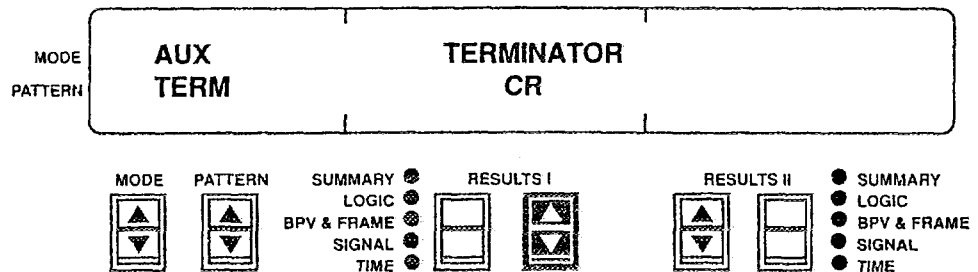 MODE AUX TERMINATOR
PATTERN TERM CR
MODE PATTERN SUMMARY RESULTS I RESULTS II SUMMARY
LOGIC LOGIC
BPV & FRAME BPV & FRAME
SIGNAL SIGNAL
TIME TIME